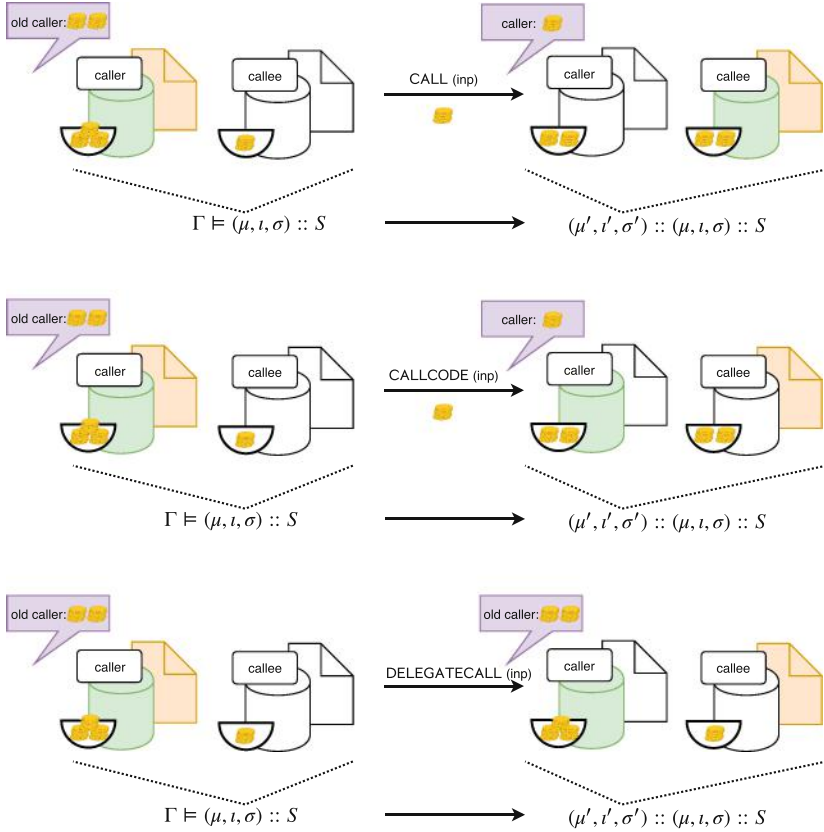 old caller:
caller
callee
CALL (inp)
caller:
caller
callee
Γ ⊨ (μ, ι, σ) :: S
(μ′, ι′, σ′) :: (μ, ι, σ) :: S
old caller:
caller
callee
CALLCODE (inp)
caller:
caller
callee
Γ ⊨ (μ, ι, σ) :: S
(μ′, ι′, σ′) :: (μ, ι, σ) :: S
old caller:
caller
callee
DELEGATECALL (inp)
old caller:
caller
callee
Γ ⊨ (μ, ι, σ) :: S
(μ′, ι′, σ′) :: (μ, ι, σ) :: S